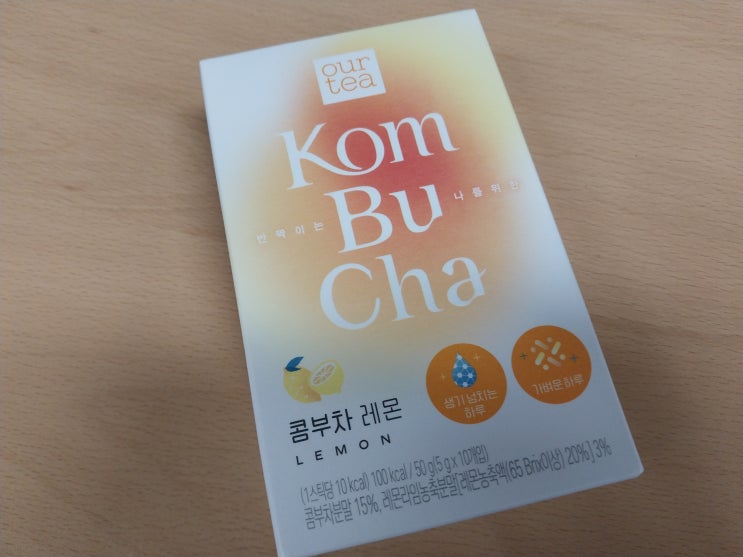 our
tea
Kom
반짝이는 Bu 나를위한
Cha
콤부차 레몬
LEMON
생기 넘치는
하루
가벼운 하루
(1스틱당 10 kcal) 100 kcal / 50 g(5 g x 10개입)
콤부차분말 15%, 레몬라임농축분말[레몬농축액(65 Brix이상) 20%] 3%